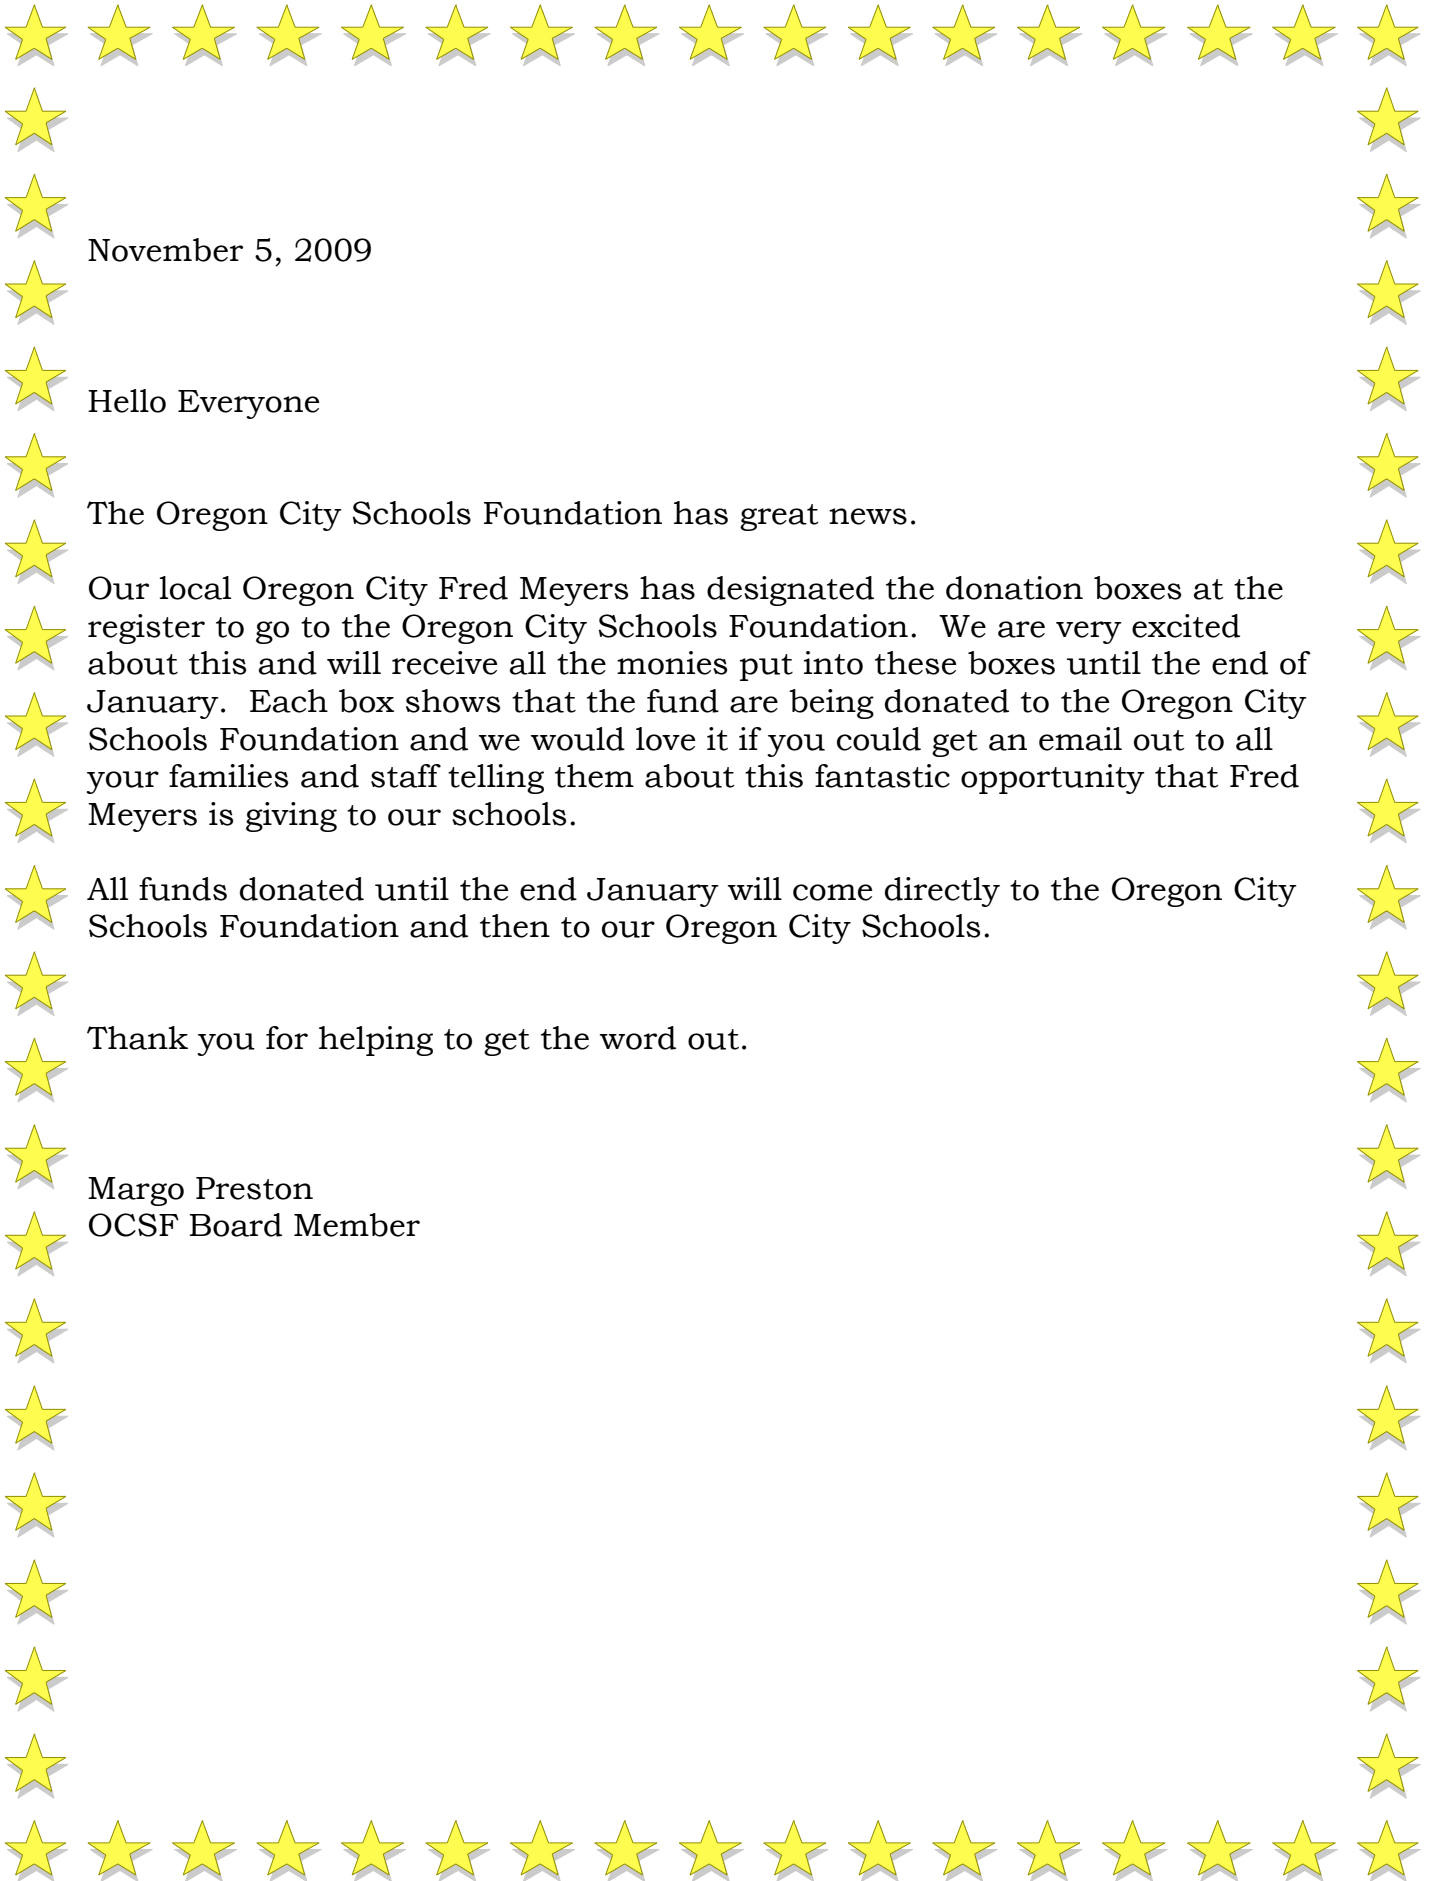 November 5, 2009
Hello Everyone
The Oregon City Schools Foundation has great news.
Our local Oregon City Fred Meyers has designated the donation boxes at the
register to go to the Oregon City Schools Foundation.  We are very excited
about this and will receive all the monies put into these boxes until the end of
January.  Each box shows that the fund are being donated to the Oregon City
Schools Foundation and we would love it if you could get an email out to all
your families and staff telling them about this fantastic opportunity that Fred
Meyers is giving to our schools.
All funds donated until the end January will come directly to the Oregon City
Schools Foundation and then to our Oregon City Schools.
Thank you for helping to get the word out.
Margo Preston
OCSF Board Member